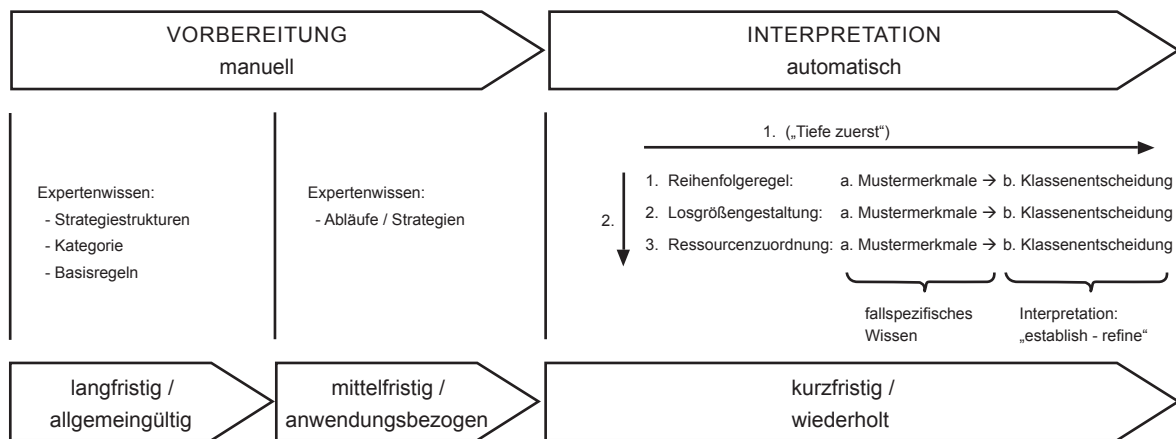 VORBEREITUNG
manuell
INTERPRETATION
automatisch
1. („Tiefe zuerst“)
2.
Expertenwissen:
- Strategiestrukturen
- Kategorie
- Basisregeln
Expertenwissen:
- Abläufe / Strategien
1. Reihenfolgeregel: a. Mustermerkmale → b. Klassenentscheidung
2. Losgrößengestaltung: a. Mustermerkmale → b. Klassenentscheidung
3. Ressourcenzuordnung: a. Mustermerkmale → b. Klassenentscheidung
fallspezifisches
Wissen
Interpretation:
„establish - refine“
langfristig /
allgemeingültig
mittelfristig /
anwendungsbezogen
kurzfristig /
wiederholt